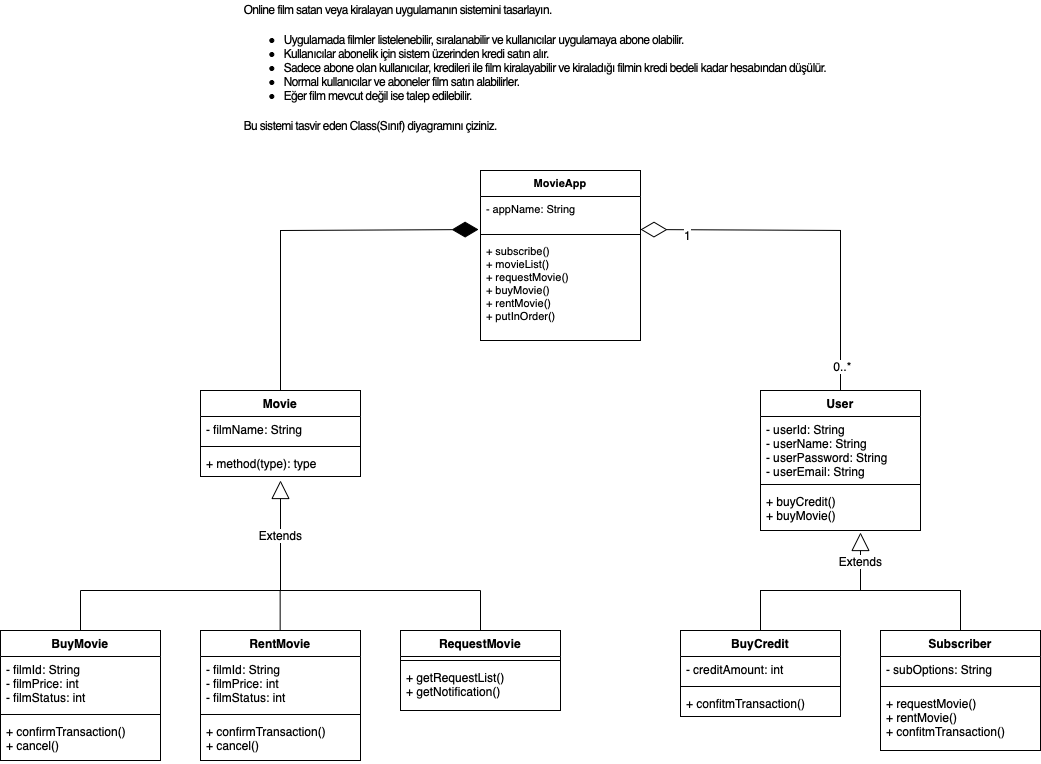 Online film satan veya kiralayan uygulamanın sistemini tasarlayın.
● Uygulamada filmler listelenebilir, sıralanabilir ve kullanıcılar uygulamaya abone olabilir.
● Kullanıcılar abonelik için sistem üzerinden kredi satın alır.
● Sadece abone olan kullanıcılar, kredileri ile film kiralayabilir ve kiraladığı filmin kredi bedeli kadar hesabından düşülür.
● Normal kullanıcılar ve aboneler film satın alabilirler.
● Eğer film mevcut değil ise talep edilebilir.
Bu sistemi tasvir eden Class(Sınıf) diyagramını çiziniz.
MovieApp
- appName: String
+ subscribe()
+ movieList()
+ requestMovie()
+ buyMovie()
+ rentMovie()
+ putInOrder()
1
0..*
Movie
- filmName: String
+ method(type): type
Extends
User
- userId: String
- userName: String
- userPassword: String
- userEmail: String
+ buyCredit()
+ buyMovie()
Extends
BuyMovie
- filmId: String
- filmPrice: int
- filmStatus: int
+ confirmTransaction()
+ cancel()
RentMovie
- filmId: String
- filmPrice: int
- filmStatus: int
+ confirmTransaction()
+ cancel()
RequestMovie
+ getRequestList()
+ getNotification()
BuyCredit
- creditAmount: int
+ confitmTransaction()
Subscriber
- subOptions: String
+ requestMovie()
+ rentMovie()
+ confitmTransaction()